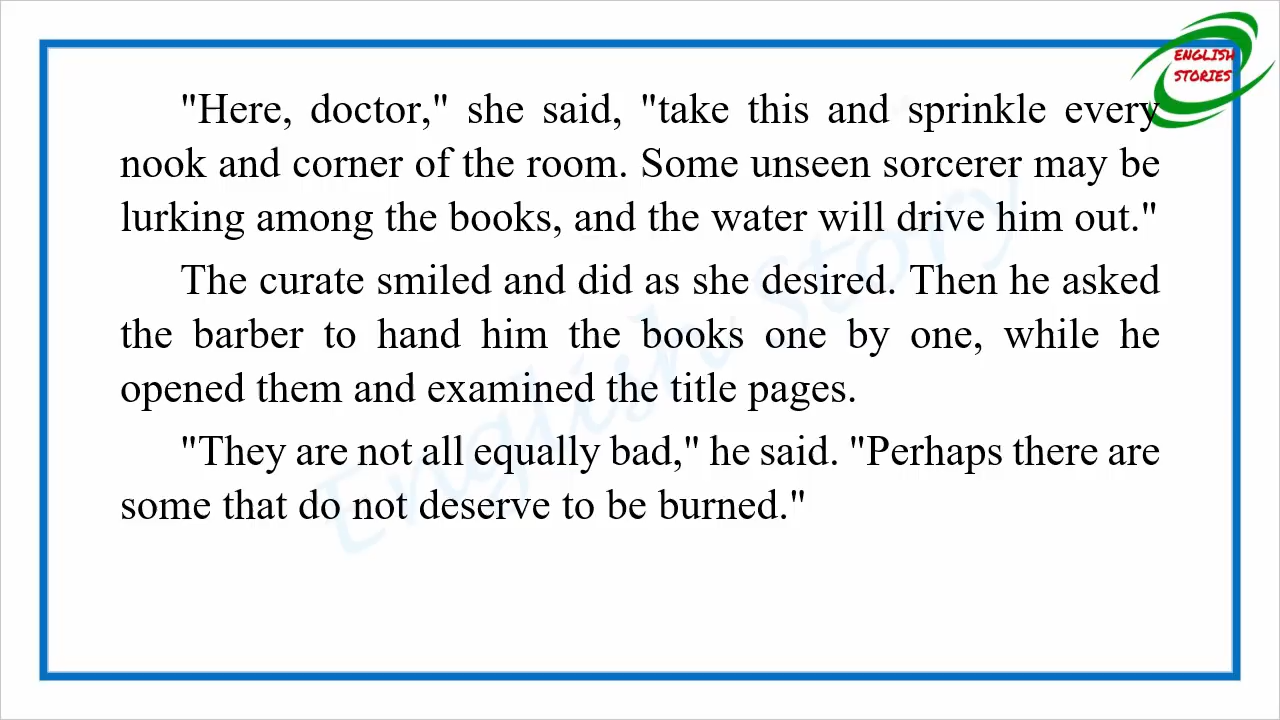 ENGLISH
STORIES
"Here, doctor," she said, "take this and sprinkle every
nook and corner of the room. Some unseen sorcerer may be
lurking among the books, and the water will drive him out."
The curate smiled and did as she desired. Then he asked
the barber to hand him the books one by one, while he
opened them and examined the title pages.
"They are not all equally bad," he said. "Perhaps there are
some that do not deserve to be burned."
English Story